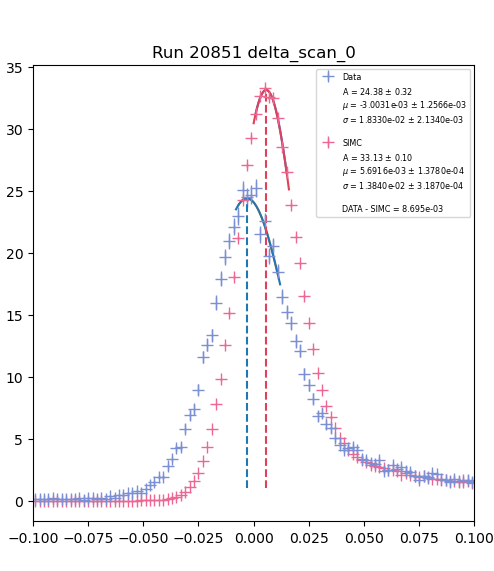 Run 20851 delta_scan_0
35
30
25
20
15
10
5
0
Data
A = 24.38 ± 0.32
μ = -3.0031e-03 ± 1.2566e-03
σ = 1.8330e-02 ± 2.1340e-03
SIMC
A = 33.13 ± 0.10
μ = 5.6916e-03 ± 1.3780e-04
σ = 1.3840e-02 ± 3.1870e-04
DATA - SIMC = 8.695e-03
−0.100 −0.075 −0.050 −0.025 0.000 0.025 0.050 0.075 0.100